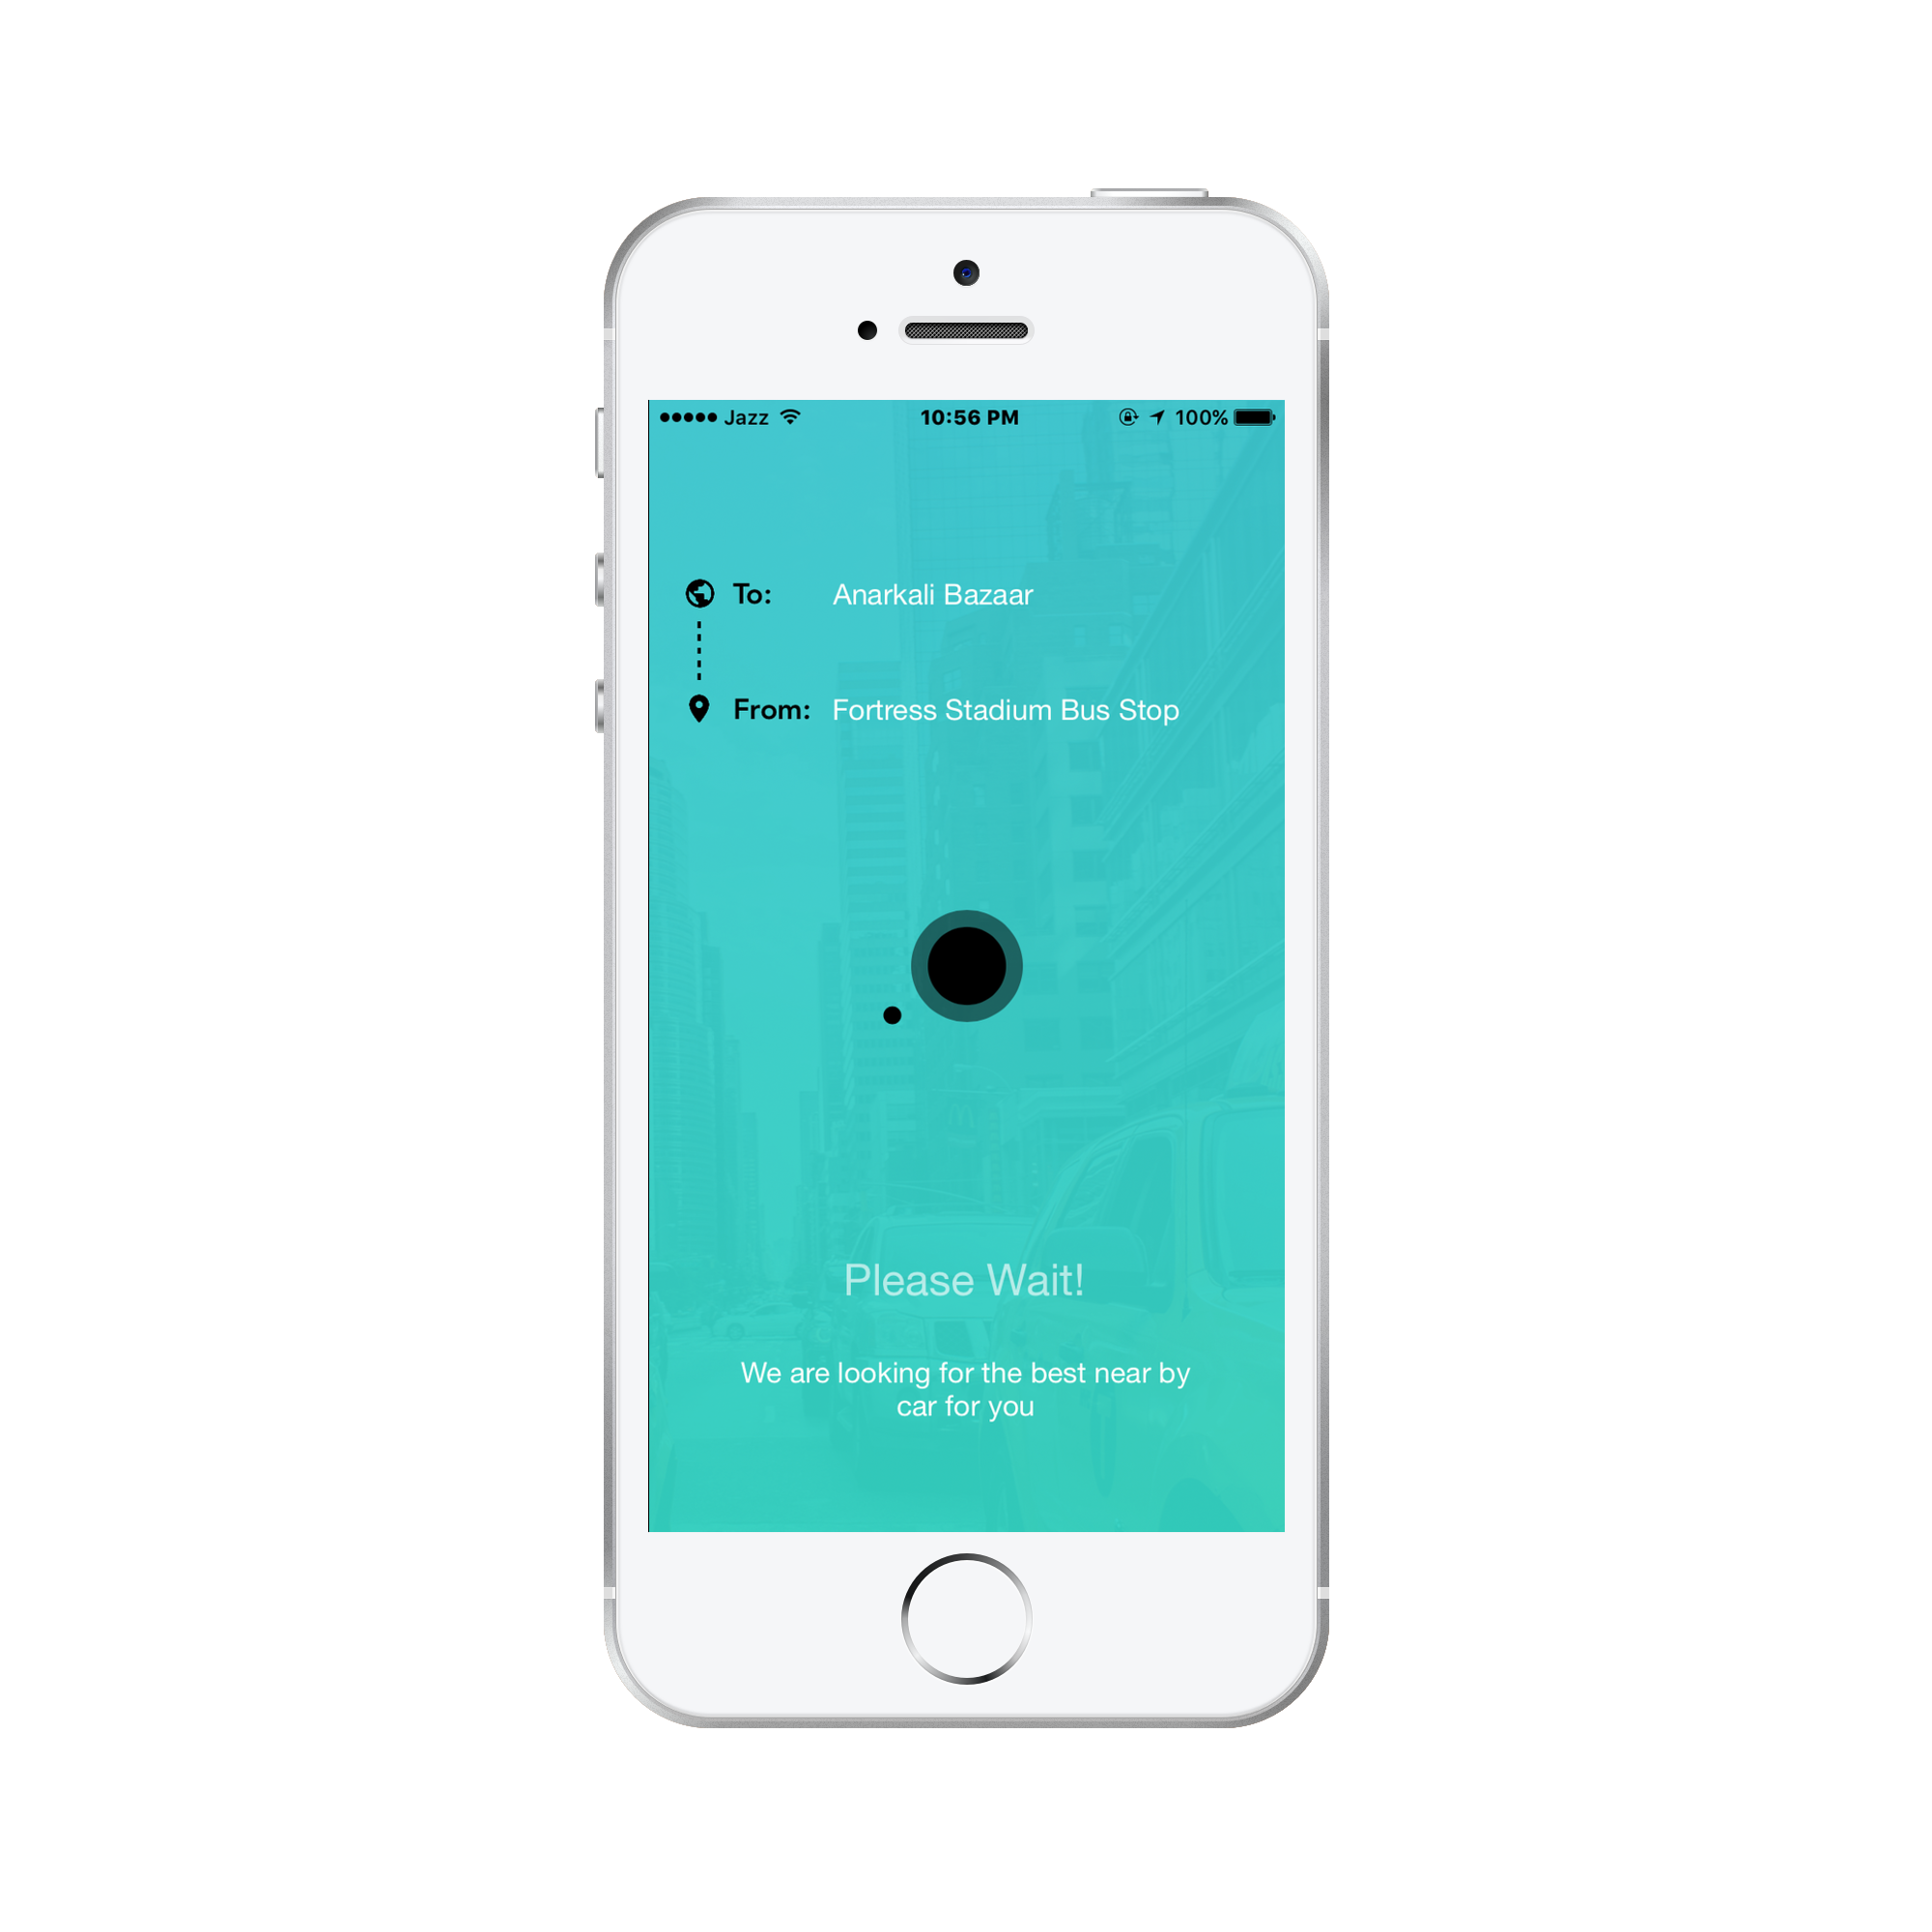 Jazz 10:56 PM 100%
To: Anarkali Bazaar
From: Fortress Stadium Bus Stop
Please Wait!
We are looking for the best near by
car for you